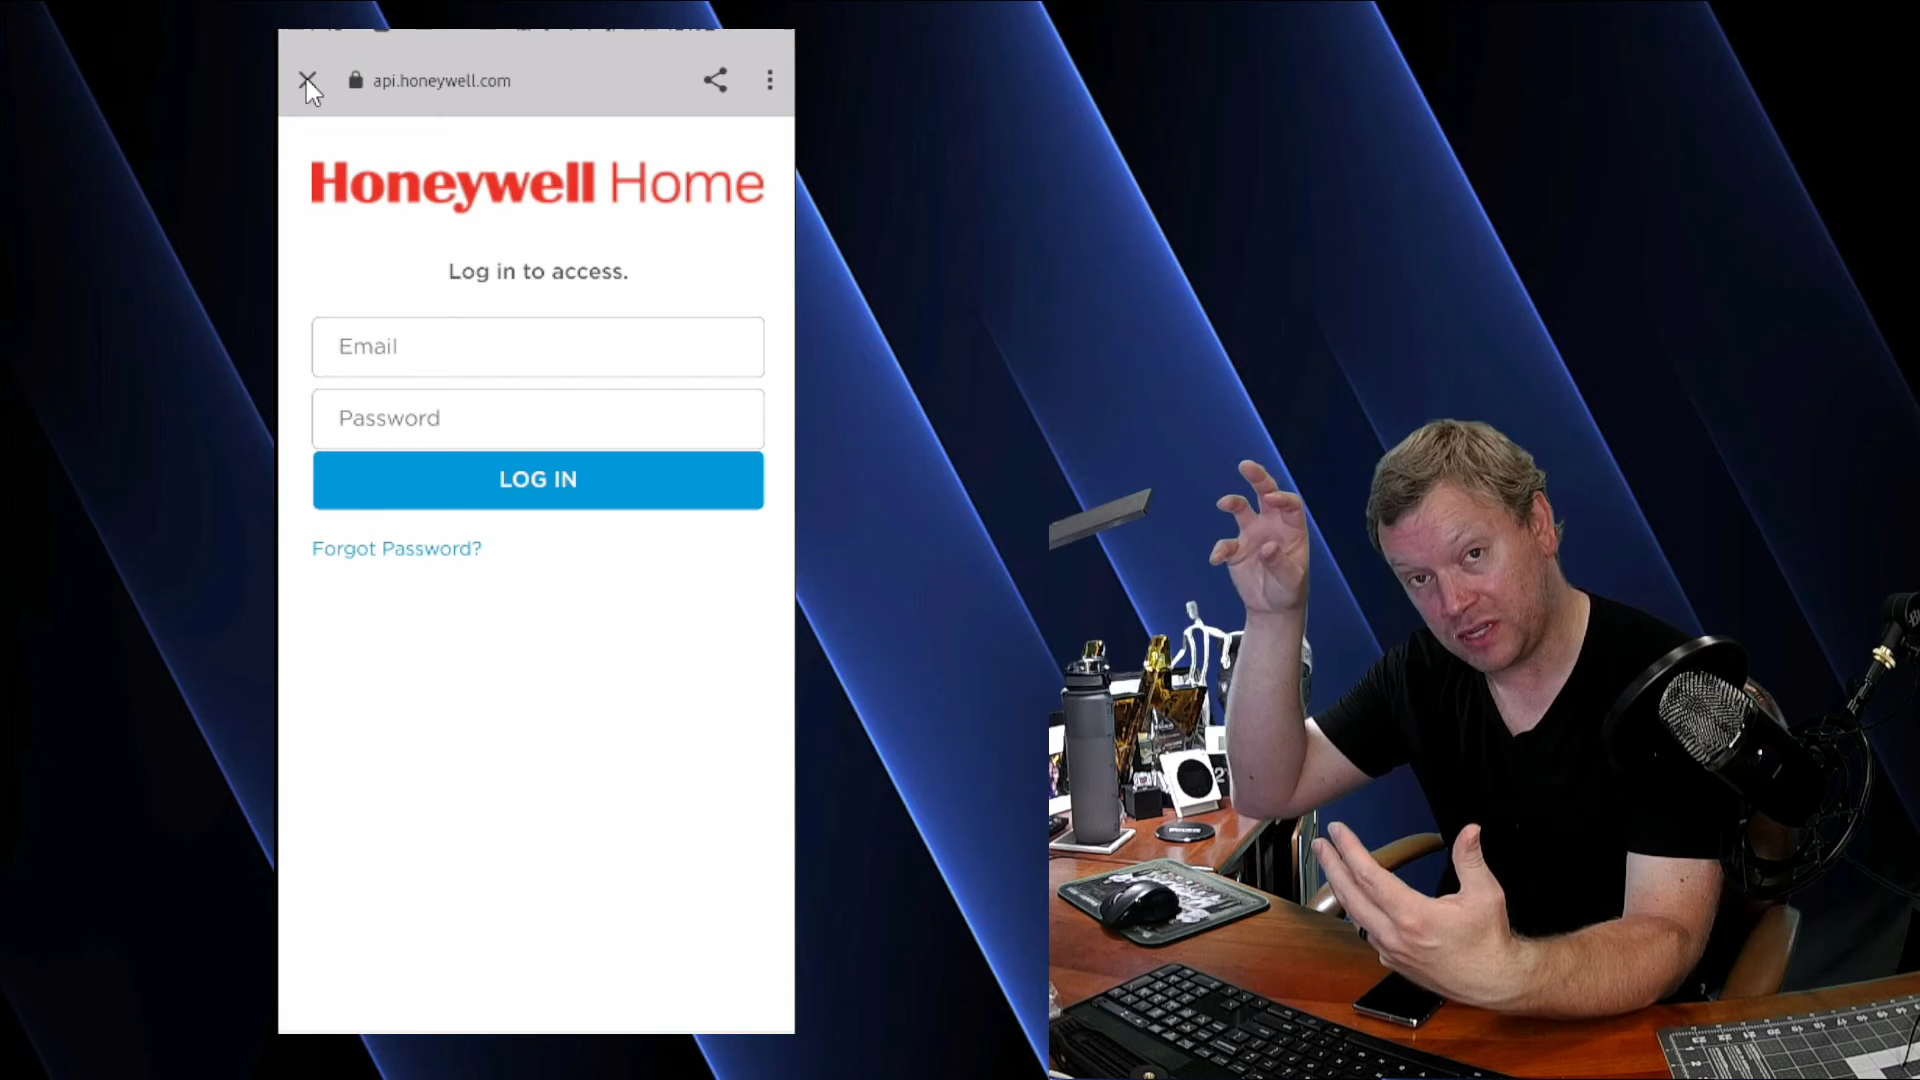 api.honeywell.com
Honeywell Home
Log in to access.
Email
Password
LOG IN
Forgot Password?